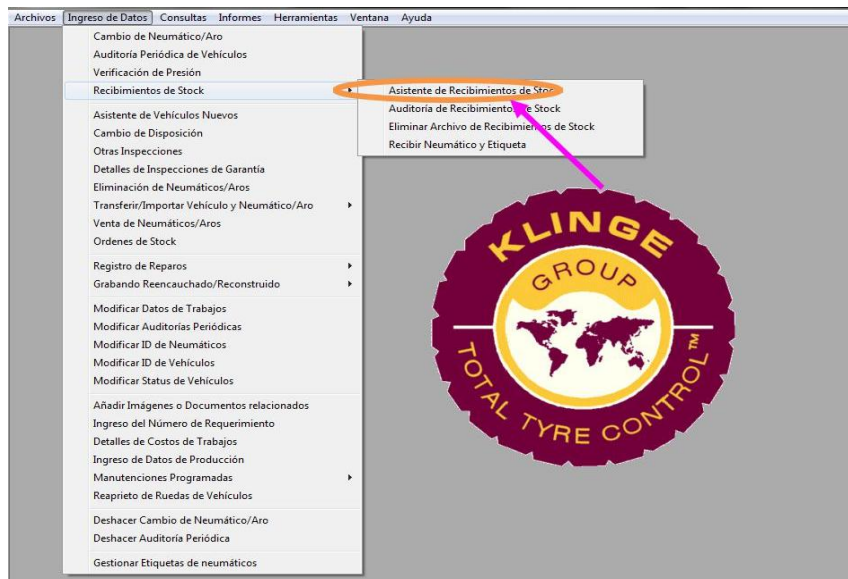 Archivos Ingreso de Datos Consultas Informes Herramientas Ventana Ayuda
Cambio de Neumático/Aro
Auditoría Periódica de Vehículos
Verificación de Presión
Recibimientos de Stock
Asistente de Recibimientos de Stock
Auditoría de Recibimientos de Stock
Eliminar Archivo de Recibimientos de Stock
Recibir Neumático y Etiqueta
Asistente de Vehículos Nuevos
Cambio de Disposición
Otras Inspecciones
Detalles de Inspecciones de Garantía
Eliminación de Neumáticos/Aros
Transferir/Importar Vehículo y Neumático/Aro
Venta de Neumáticos/Aros
Ordenes de Stock
Registro de Reparos
Grabando Reencauchado/Reconstruido
Modificar Datos de Trabajos
Modificar Auditorías Periódicas
Modificar ID de Neumáticos
Modificar ID de Vehículos
Modificar Status de Vehículos
Añadir Imágenes o Documentos relacionados
Ingreso del Número de Requerimiento
Detalles de Costos de Trabajos
Ingreso de Datos de Producción
Manutenciones Programadas
Reaprieto de Ruedas de Vehículos
Deshacer Cambio de Neumático/Aro
Deshacer Auditoría Periódica
Gestionar Etiquetas de neumáticos
KLINGE
GROUP
TOTAL TYRE CONTROL™